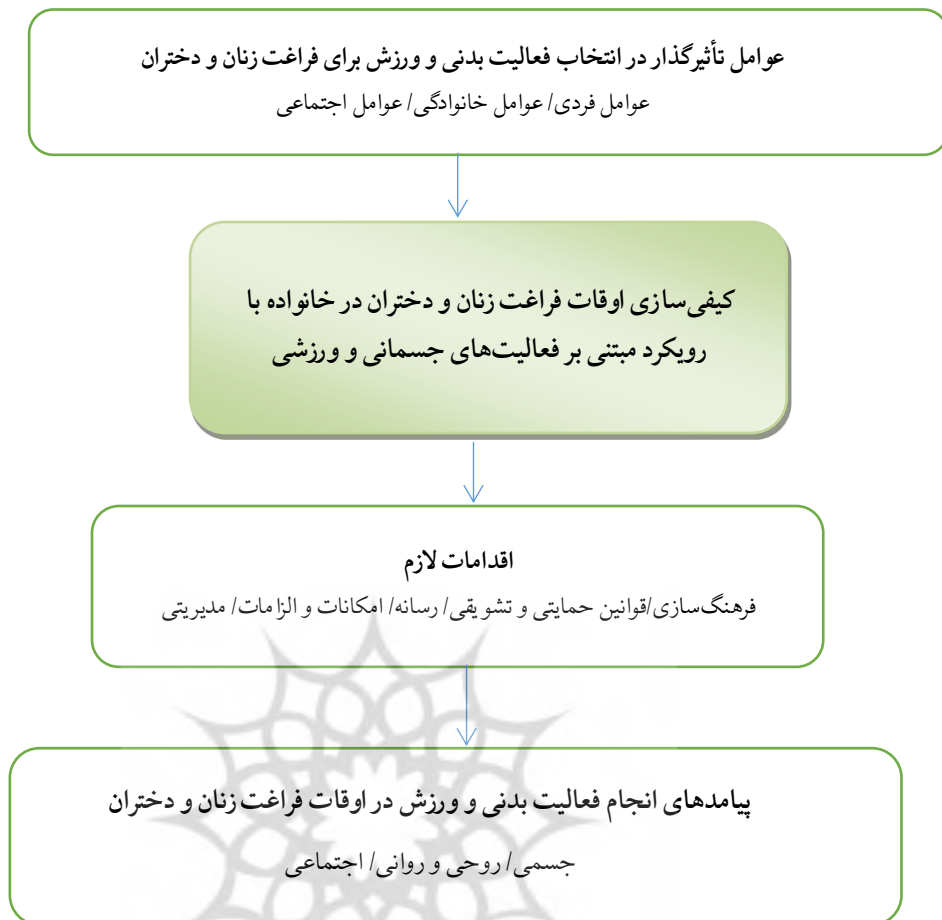 عوامل تأثیرگذار در انتخاب فعالیت بدنی و ورزش برای فراغت زنان و دختران
عوامل فردی/ عوامل خانوادگی/ عوامل اجتماعی
کیفی‌سازی اوقات فراغت زنان و دختران در خانواده با
رویکرد مبتنی بر فعالیت‌های جسمانی و ورزشی
اقدامات لازم
فرهنگ‌سازی/قوانین حمایتی و تشویقی/ رسانه/ امکانات و الزامات/ مدیریتی
پیامدهای انجام فعالیت بدنی و ورزش در اوقات فراغت زنان و دختران
جسمی/ روحی و روانی/ اجتماعی